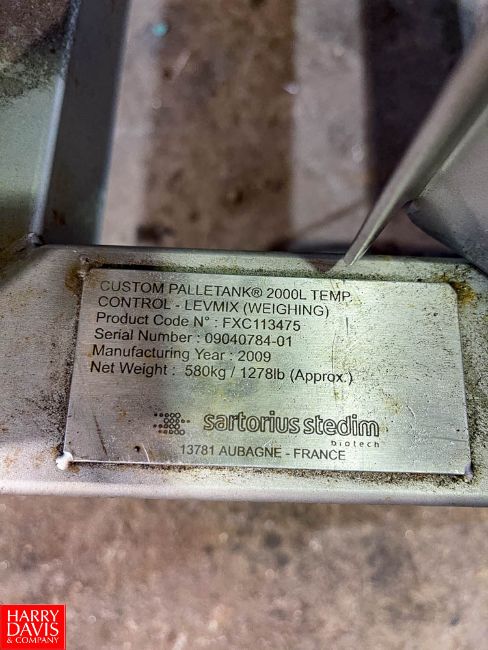 CUSTOM PALLETANK® 2000L TEMP.
CONTROL - LEVMIX (WEIGHING)
Product Code N° : FXC113475
Serial Number : 09040784-01
Manufacturing Year : 2009
Net Weight : 580kg / 1278lb (Approx.)
sartorius stedim
biotech
13781 AUBAGNE - FRANCE
HARRY
DAVIS
& COMPANY